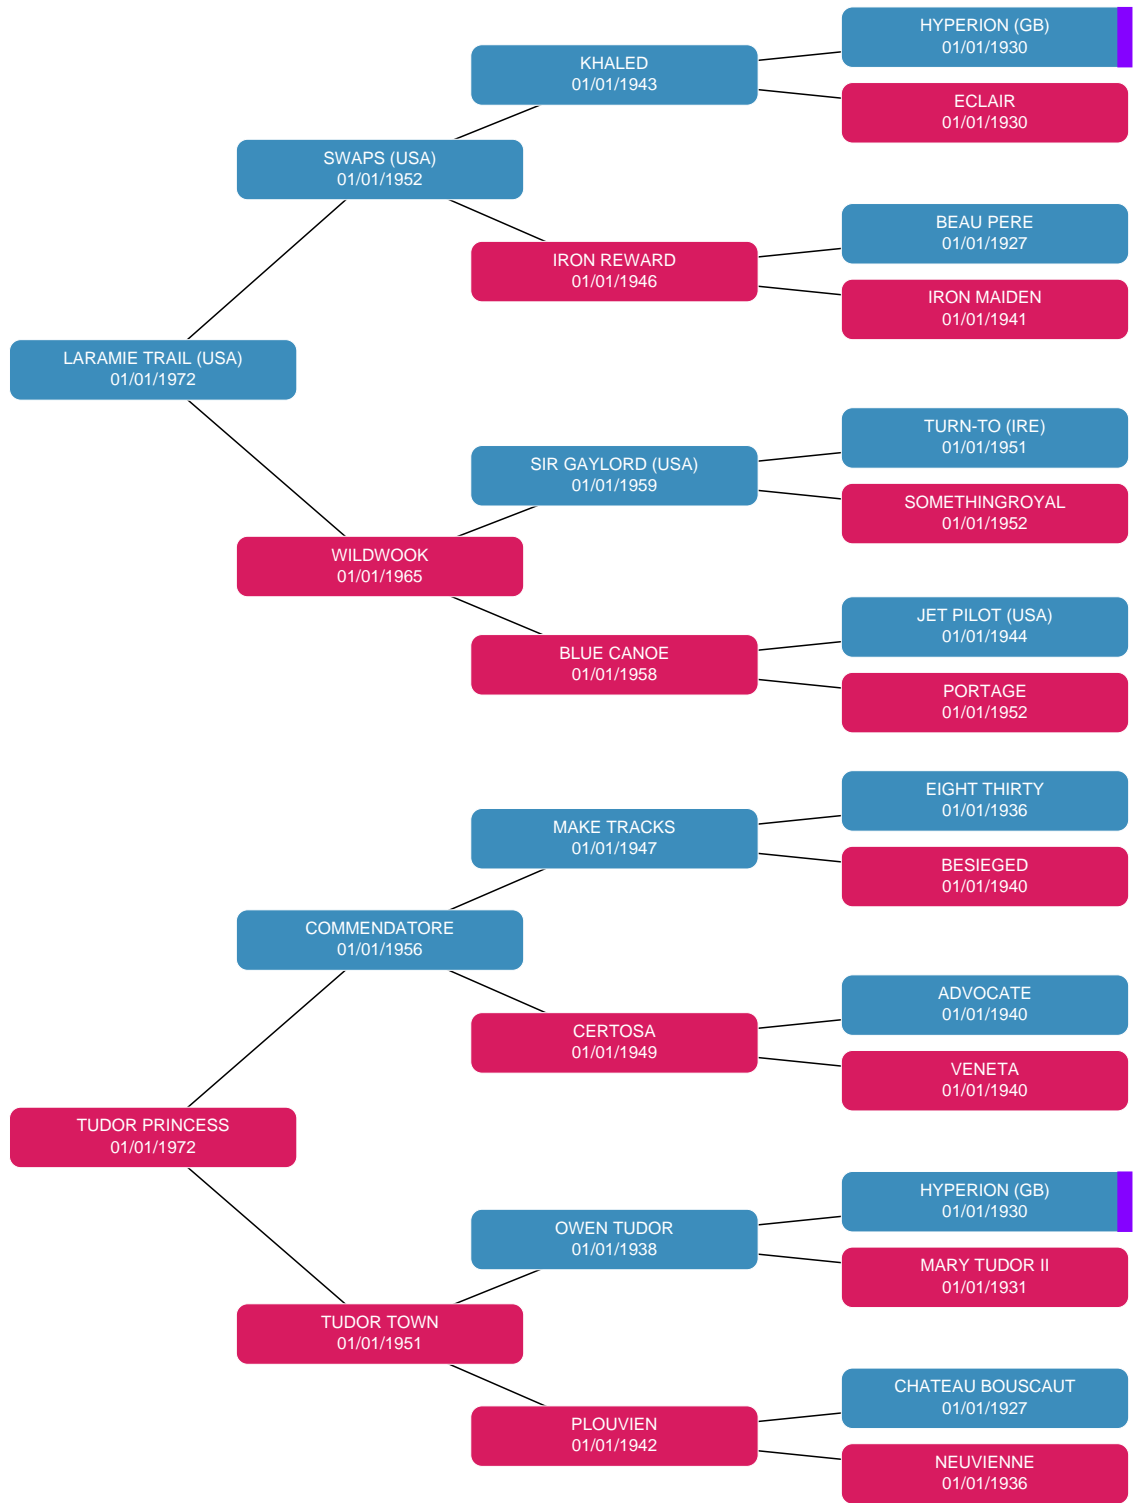 HYPERION (GB)
01/01/1930
KHALED
01/01/1943
ECLAIR
01/01/1930
SWAPS (USA)
01/01/1952
BEAU PERE
01/01/1927
IRON REWARD
01/01/1946
IRON MAIDEN
01/01/1941
LARAMIE TRAIL (USA)
01/01/1972
TURN-TO (IRE)
01/01/1951
SIR GAYLORD (USA)
01/01/1959
SOMETHINGROYAL
01/01/1952
WILDWOOK
01/01/1965
JET PILOT (USA)
01/01/1944
BLUE CANOE
01/01/1958
PORTAGE
01/01/1952
EIGHT THIRTY
01/01/1936
MAKE TRACKS
01/01/1947
BESIEGED
01/01/1940
COMMENDATORE
01/01/1956
ADVOCATE
01/01/1940
CERTOSA
01/01/1949
VENETA
01/01/1940
TUDOR PRINCESS
01/01/1972
HYPERION (GB)
01/01/1930
OWEN TUDOR
01/01/1938
MARY TUDOR II
01/01/1931
TUDOR TOWN
01/01/1951
CHATEAU BOUSCAUT
01/01/1927
PLOUVIEN
01/01/1942
NEUVIENNE
01/01/1936